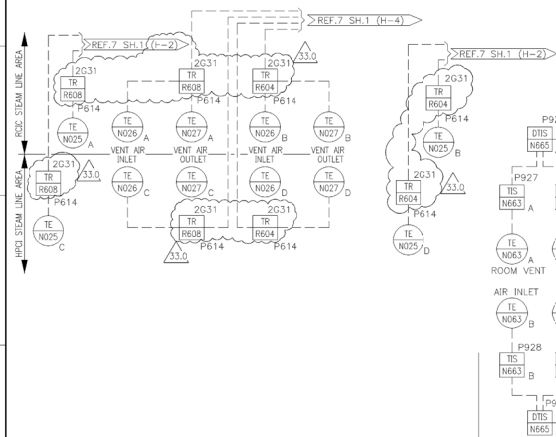 REF.7 SH.1 (H-4)
REF.7 SH.1 (H-2)
REF.7 SH.1 (H-2)
RCIC STEAM LINE AREA
HPCI STEAM LINE AREA
2G31
TR
R608
P614
TE
N025
A
2G31
TR
R608
P614
2G31
TR
R604
P614
33.0
TE
N026
A
TE
N027
A
TE
N026
B
TE
N027
B
VENT AIR
INLET
VENT AIR
OUTLET
VENT AIR
INLET
VENT AIR
OUTLET
2G31
TR
R608
P614
33.0
TE
N025
C
TE
N026
C
TE
N027
C
TE
N026
D
TE
N027
D
2G31
TR
R608
P614
33.0
2G31
TR
R604
P614
2G31
TR
R604
P614
TE
N025
B
2G31
TR
R604
P614
33.0
TE
N025
D
DTIS
N665
P927
TIS
N663
A
TE
N063
A
ROOM VENT
AIR INLET
TE
N063
B
P928
TIS
N663
B
DTIS
N665